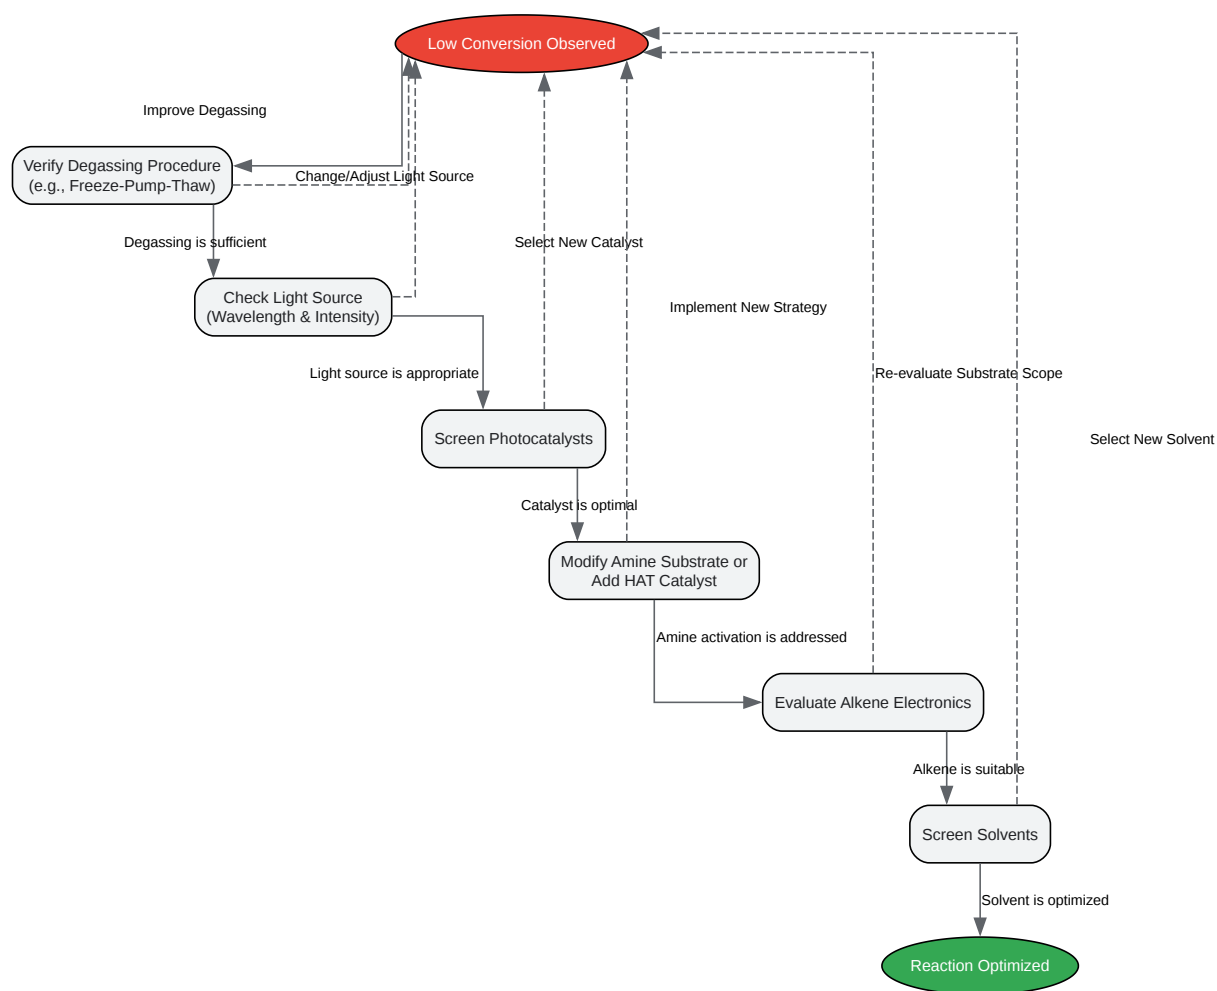 Low Conversion Observed
Improve Degassing
Verify Degassing Procedure
(e.g., Freeze-Pump-Thaw)
Change/Adjust Light Source
Degassing is sufficient
Select New Catalyst
Check Light Source
(Wavelength & Intensity)
Implement New Strategy
Light source is appropriate
Re-evaluate Substrate Scope
Screen Photocatalysts
Select New Solvent
Catalyst is optimal
Modify Amine Substrate or
Add HAT Catalyst
Amine activation is addressed
Evaluate Alkene Electronics
Alkene is suitable
Screen Solvents
Solvent is optimized
Reaction Optimized